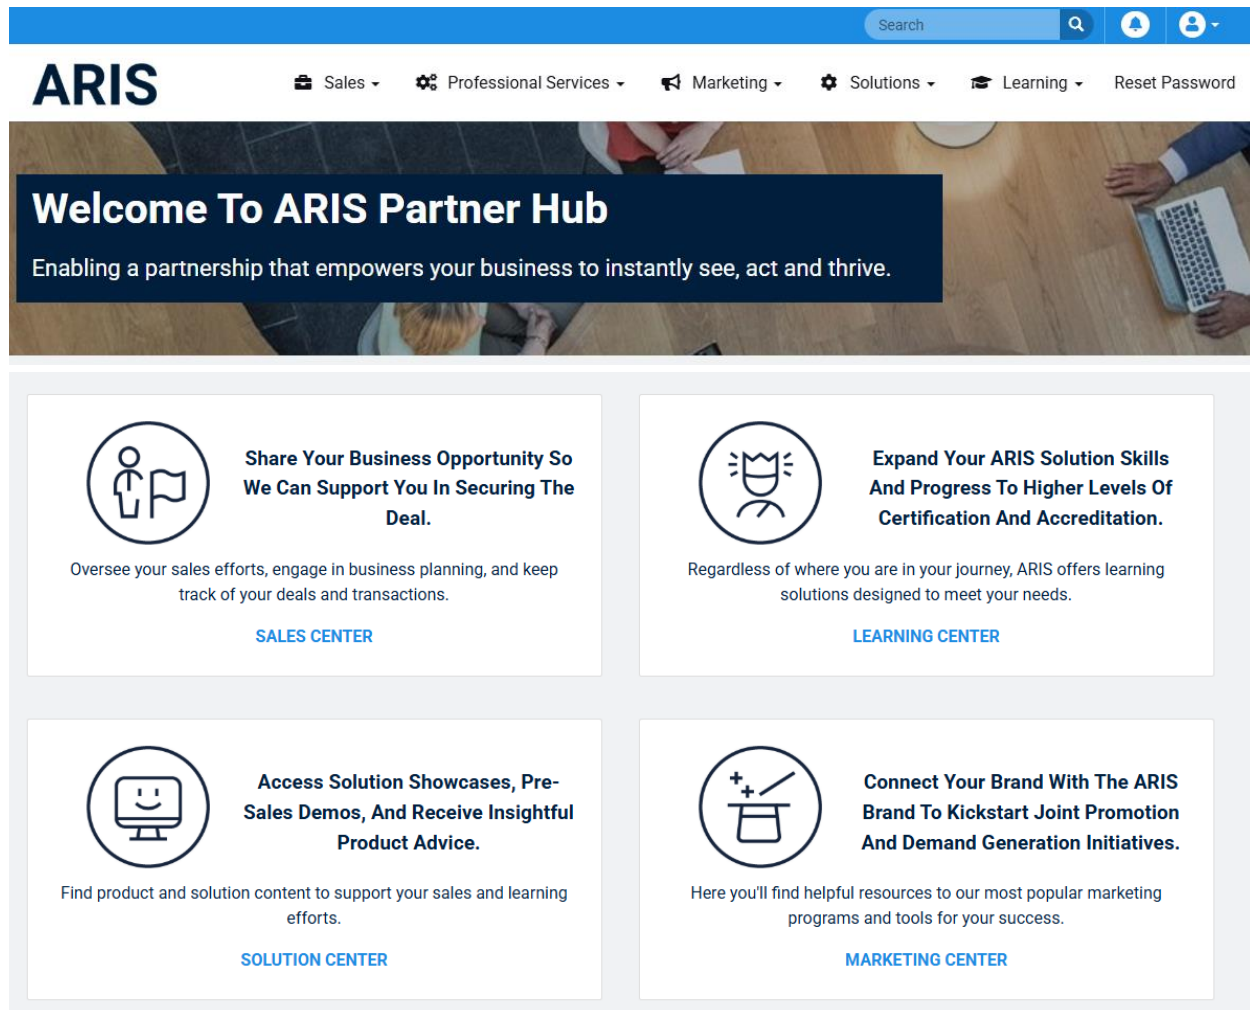 Search
ARIS
Sales
Professional Services
Marketing
Solutions
Learning
Reset Password
Welcome To ARIS Partner Hub
Enabling a partnership that empowers your business to instantly see, act and thrive.
Share Your Business Opportunity So
We Can Support You In Securing The
Deal.
Oversee your sales efforts, engage in business planning, and keep
track of your deals and transactions.
SALES CENTER
Expand Your ARIS Solution Skills
And Progress To Higher Levels Of
Certification And Accreditation.
Regardless of where you are in your journey, ARIS offers learning
solutions designed to meet your needs.
LEARNING CENTER
Access Solution Showcases, Pre-
Sales Demos, And Receive Insightful
Product Advice.
Find product and solution content to support your sales and learning
efforts.
SOLUTION CENTER
Connect Your Brand With The ARIS
Brand To Kickstart Joint Promotion
And Demand Generation Initiatives.
Here you'll find helpful resources to our most popular marketing
programs and tools for your success.
MARKETING CENTER